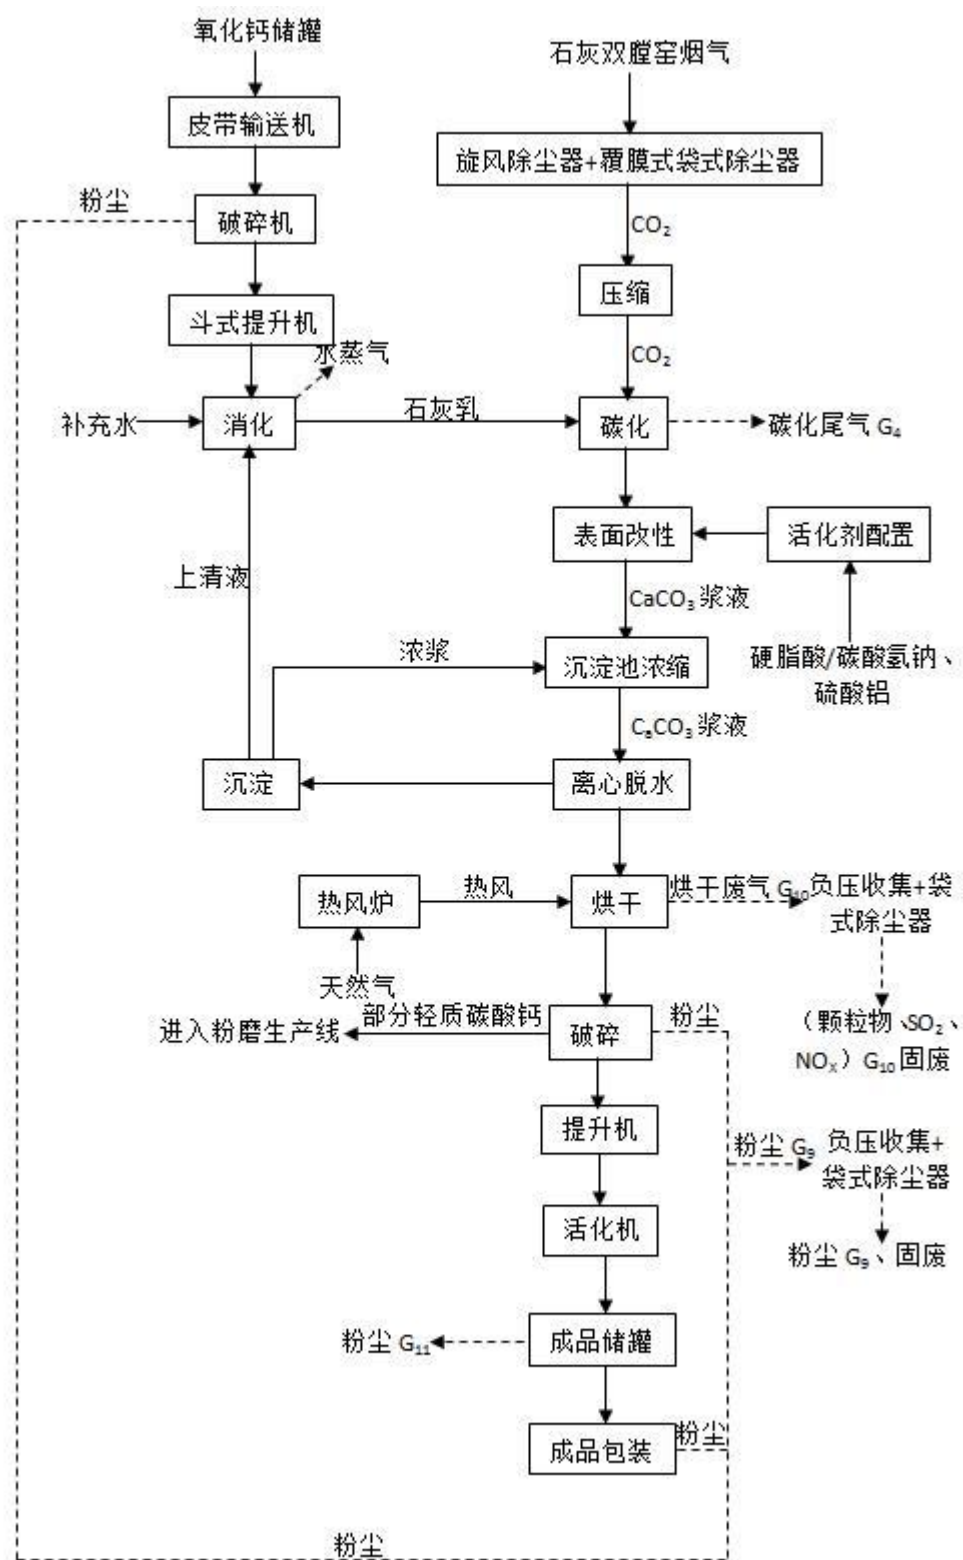 氧化钙储罐
石灰双膛窑烟气
皮带输送机
旋风除尘器+覆膜式袋式除尘器
粉尘
破碎机
CO₂
压缩
斗式提升机
水蒸气
CO₂
补充水
消化
石灰乳
碳化
碳化尾气 G₄
表面改性
活化剂配置
上清液
CaCO₃ 浆液
浓浆
沉淀池浓缩
硬脂酸/碳酸氢钠、
硫酸铝
CaCO₃ 浆液
沉淀
离心脱水
热风炉
热风
烘干
烘干废气 G₁₀
负压收集+袋
式除尘器
天然气
进入粉磨生产线
部分轻质碳酸钙
破碎
粉尘
（颗粒物、SO₂、
NOₓ）G₁₀ 固废
提升机
粉尘 G₉
负压收集+
袋式除尘器
活化机
粉尘 G₉、固废
粉尘 G₁₁
成品储罐
成品包装
粉尘
粉尘